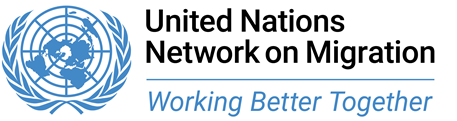 United Nations
Network on Migration
Working Better Together